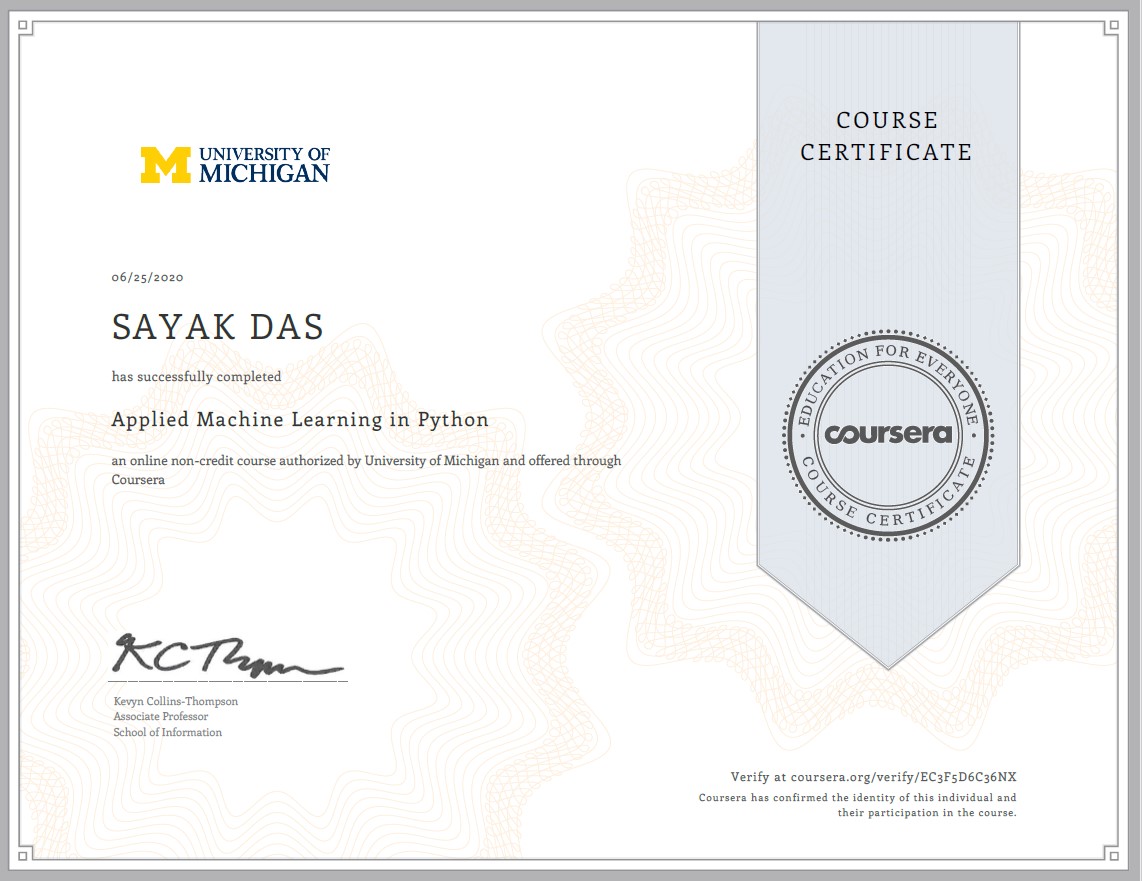 COURSE
CERTIFICATE
UNIVERSITY OF
MICHIGAN
06/25/2020
SAYAK DAS
has successfully completed
Applied Machine Learning in Python
an online non-credit course authorized by University of Michigan and offered through
Coursera
EDUCATION FOR EVERYONE
coursera
COURSE CERTIFICATE
KCThom
Kevyn Collins-Thompson
Associate Professor
School of Information
Verify at coursera.org/verify/EC3F5D6C36NX
Coursera has confirmed the identity of this individual and
their participation in the course.